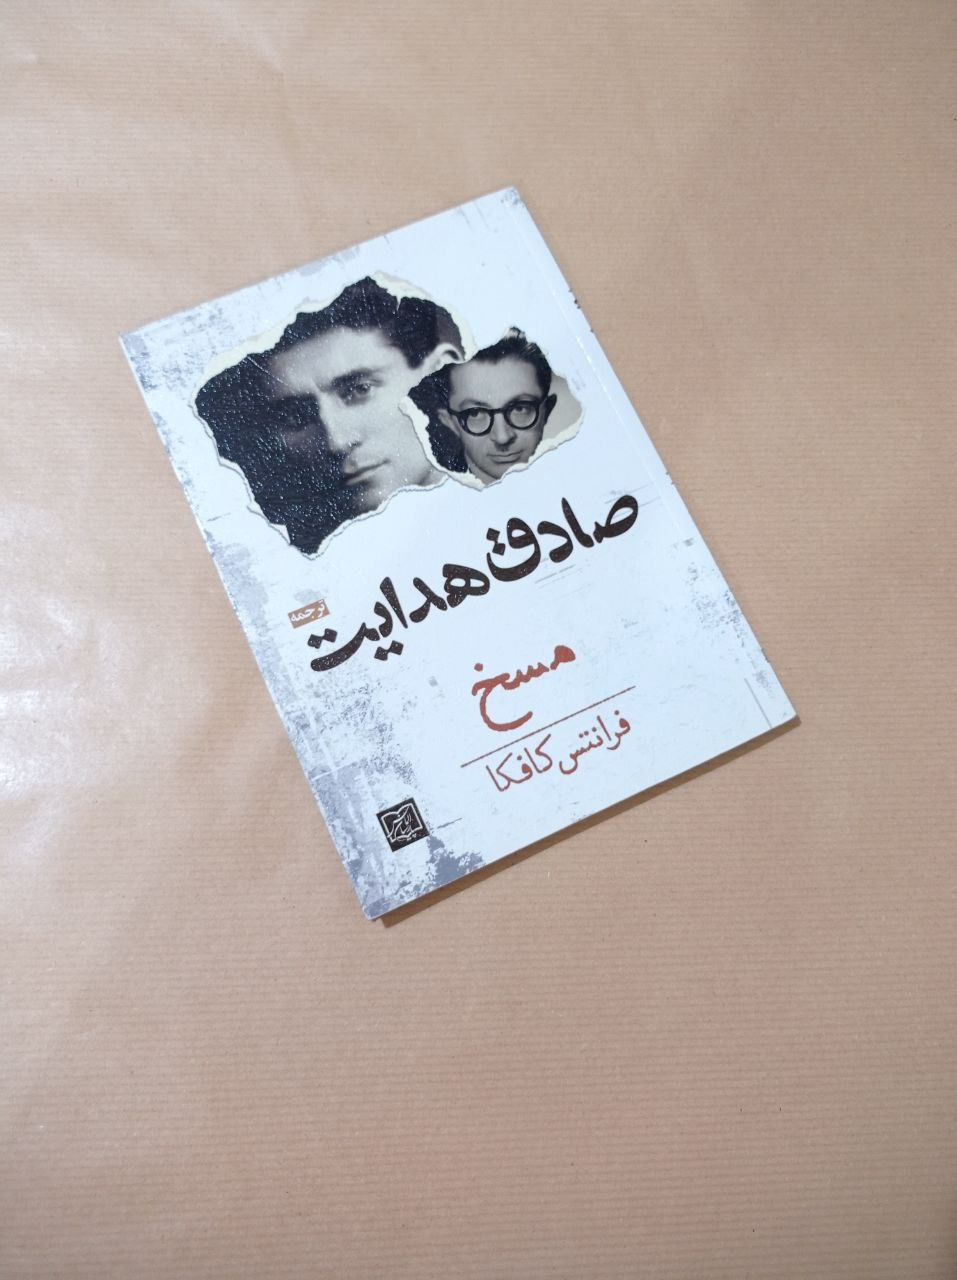 صادق هدایت
ترجمه
مسخ
فرانتس کافکا